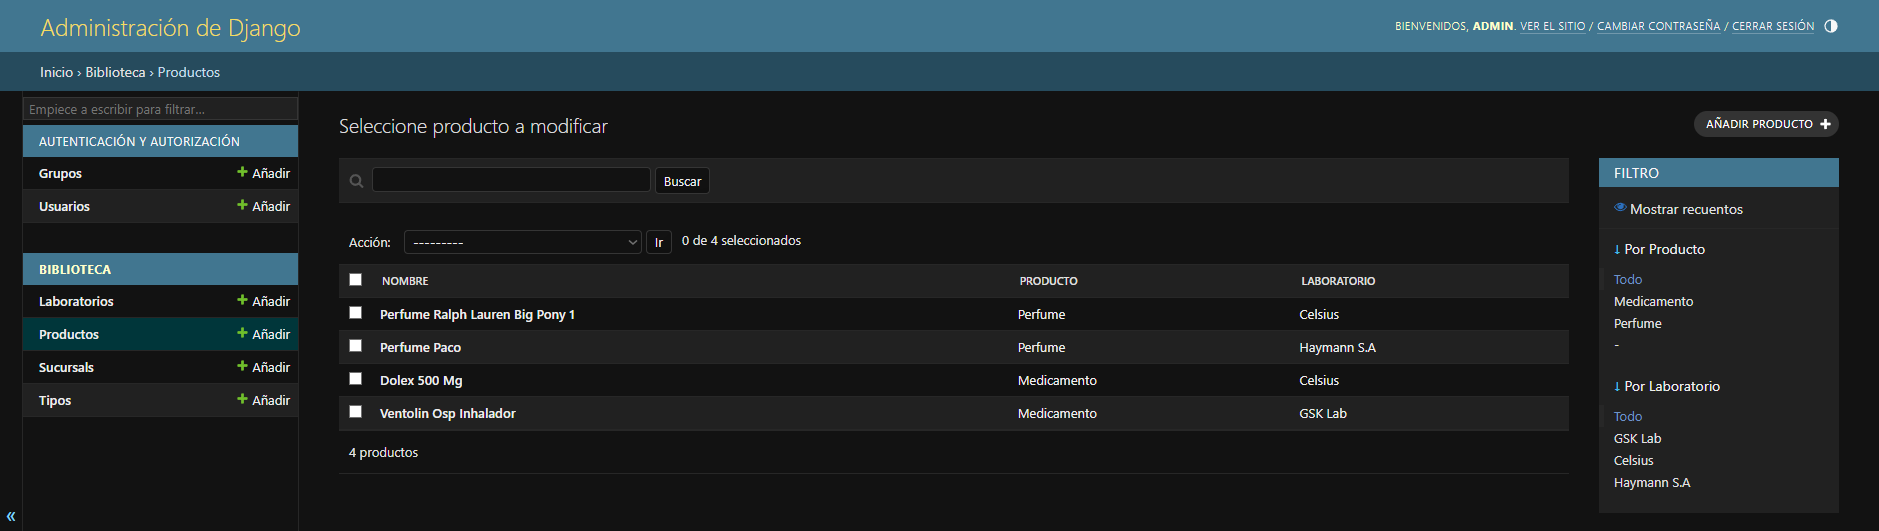 Administración de Django
BIENVENIDOS, ADMIN. VER EL SITIO / CAMBIAR CONTRASEÑA / CERRAR SESIÓN
Inicio › Biblioteca › Productos
Empiece a escribir para filtrar...
AUTENTICACIÓN Y AUTORIZACIÓN
Grupos + Añadir
Usuarios + Añadir
BIBLIOTECA
Laboratorios + Añadir
Productos + Añadir
Sucursals + Añadir
Tipos + Añadir
«
Seleccione producto a modificar
AÑADIR PRODUCTO +
Buscar
Acción: --------- Ir 0 de 4 seleccionados
NOMBRE PRODUCTO LABORATORIO
Perfume Ralph Lauren Big Pony 1 Perfume Celsius
Perfume Paco Perfume Haymann S.A
Dolex 500 Mg Medicamento Celsius
Ventolin Osp Inhalador Medicamento GSK Lab
4 productos
FILTRO
Mostrar recuentos
↓ Por Producto
Todo
Medicamento
Perfume
-
↓ Por Laboratorio
Todo
GSK Lab
Celsius
Haymann S.A